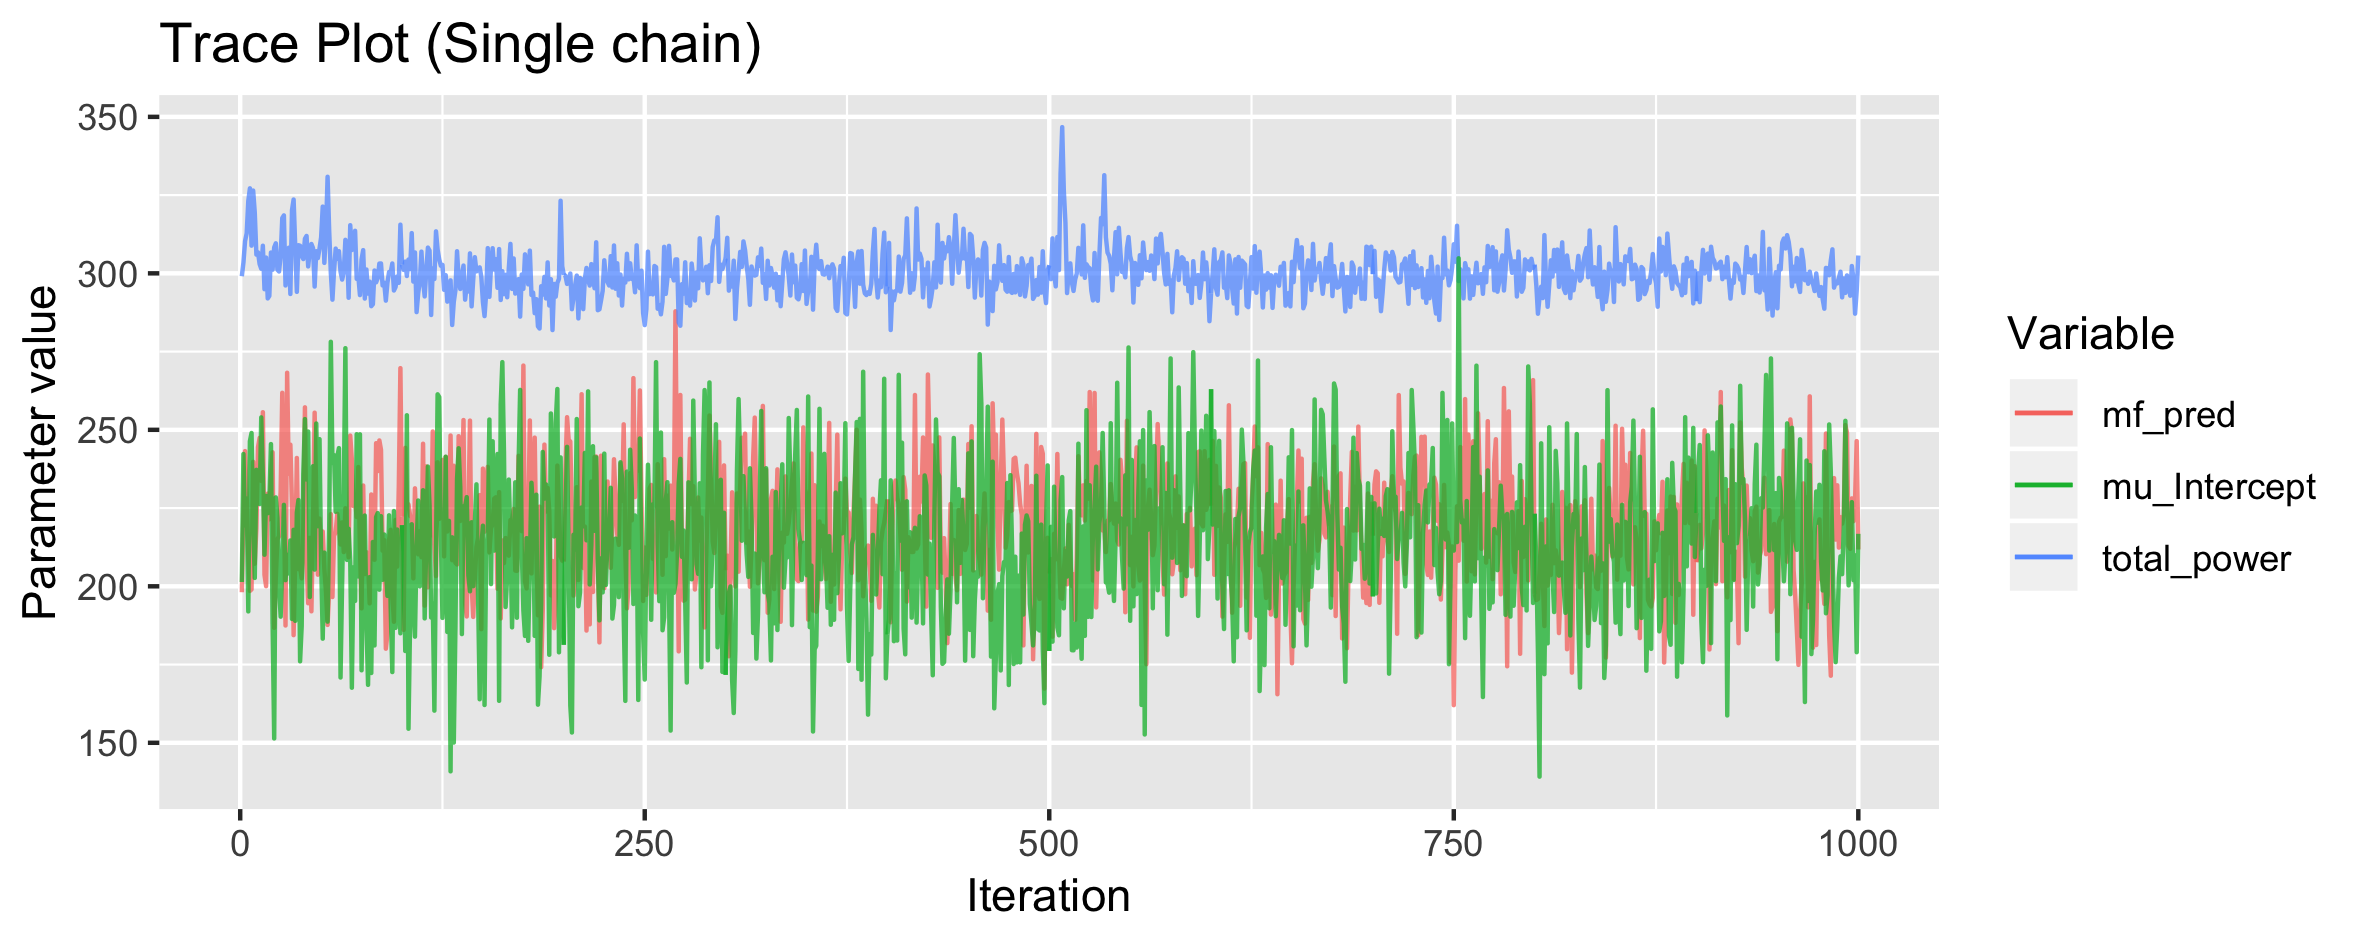 Trace Plot (Single chain)
350
300
250
200
150
Parameter value
0 250 500 750 1000
Iteration
Variable
mf_pred
mu_Intercept
total_power